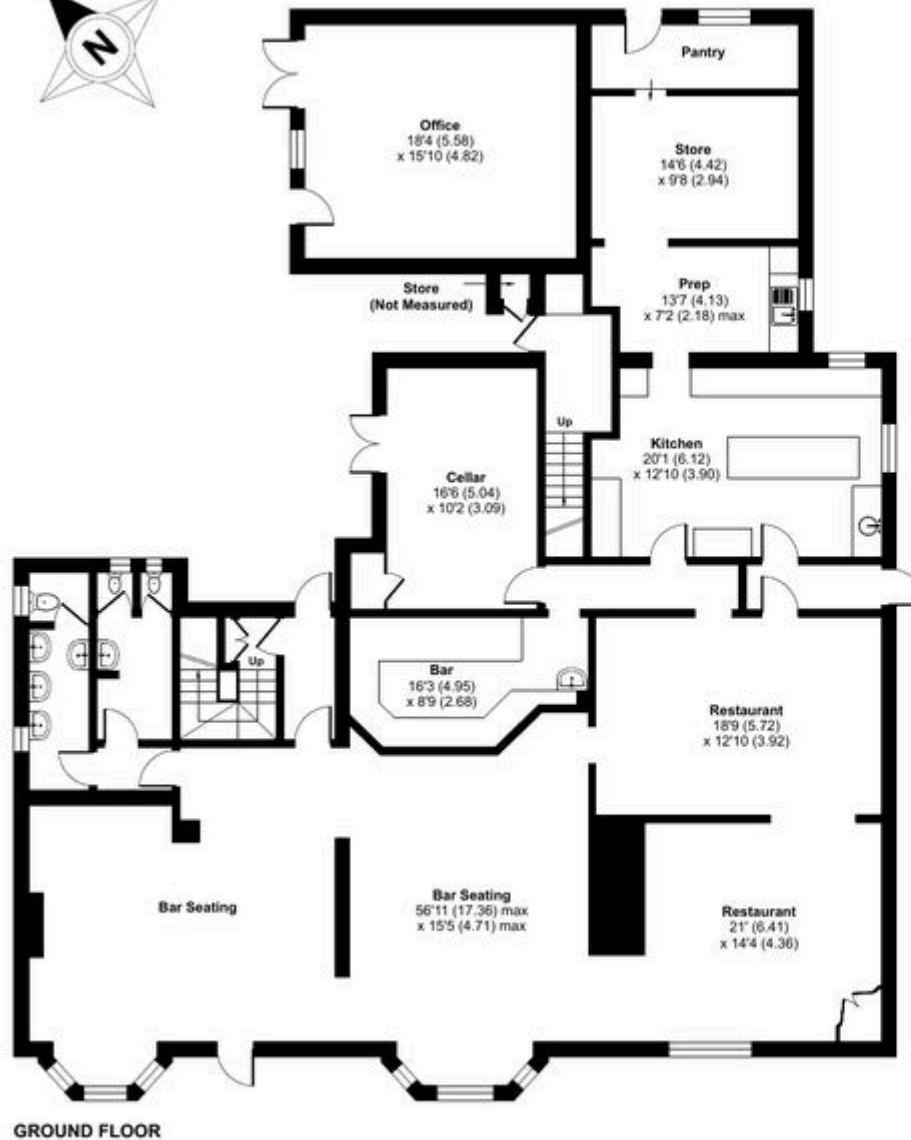 N
Pantry
Office
18'4 (5.58)
x 15'10 (4.82)
Store
14'6 (4.42)
x 9'8 (2.94)
Store
(Not Measured)
Prep
13'7 (4.13)
x 7'2 (2.18) max
Up
Kitchen
20'1 (6.12)
x 12'10 (3.90)
Cellar
16'6 (5.04)
x 10'2 (3.09)
Up
Bar
16'3 (4.95)
x 8'9 (2.68)
Restaurant
18'9 (5.72)
x 12'10 (3.92)
Bar Seating
Bar Seating
56'11 (17.36) max
x 15'5 (4.71) max
Restaurant
21' (6.41)
x 14'4 (4.36)
GROUND FLOOR